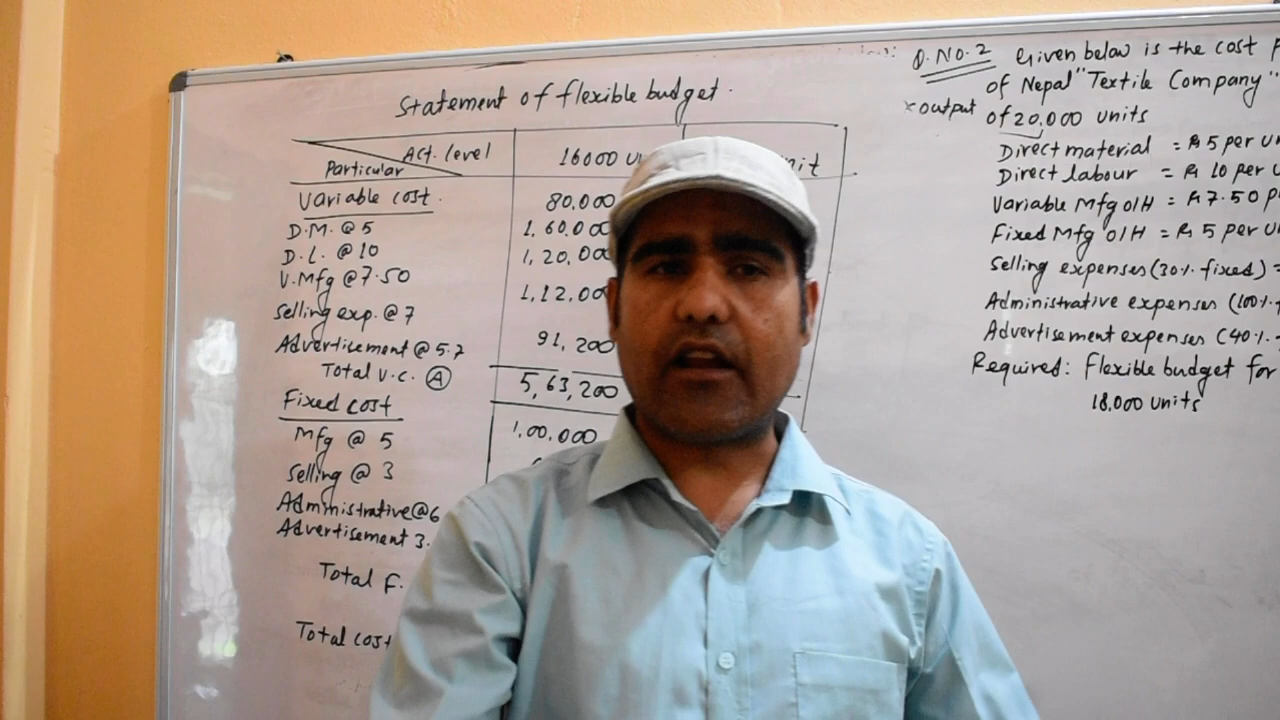 Statement of flexible budget.
Act. level
Particular
16000
Variable cost.
D.M. @ 5
80,000
D.L. @ 10
1,60,000
V.Mfg @ 7.50
1,20,000
Selling exp. @ 7
1,12,00
Advertisement @ 5.7
91,200
Total V.C. A
5,63,200
Fixed cost
Mfg @ 5
1,00,000
Selling @ 3
Administrative @ 6
Advertisement 3.
Total F.
Total cost
Q.No.2 Given below is the cost
of Nepal "Textile Company"
×output of 20,000 units
Direct material = Rs 5 per
Direct labour = Rs 10 per
Variable Mfg O/H = Rs 7.50
Fixed Mfg O/H = Rs 5 per
Selling expenses (30% fixed) =
Administrative expenses (100%
Advertisement expenses (40%
Required: Flexible budget for
18,000 units